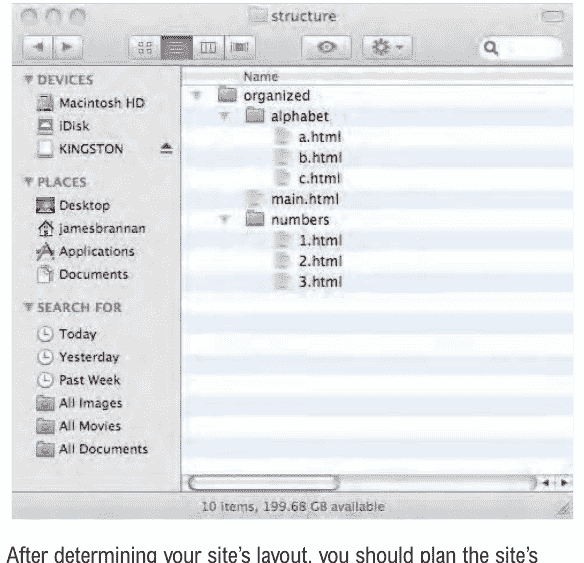 structure
Name
DEVICES
Macintosh HD
iDisk
KINGSTON
PLACES
Desktop
jamesbrannan
Applications
Documents
SEARCH FOR
Today
Yesterday
Past Week
All Images
All Movies
All Documents
organized
alphabet
a.html
b.html
c.html
main.html
numbers
1.html
2.html
3.html
10 items, 199.68 GB available
After determining your site's layout, you should plan the site's